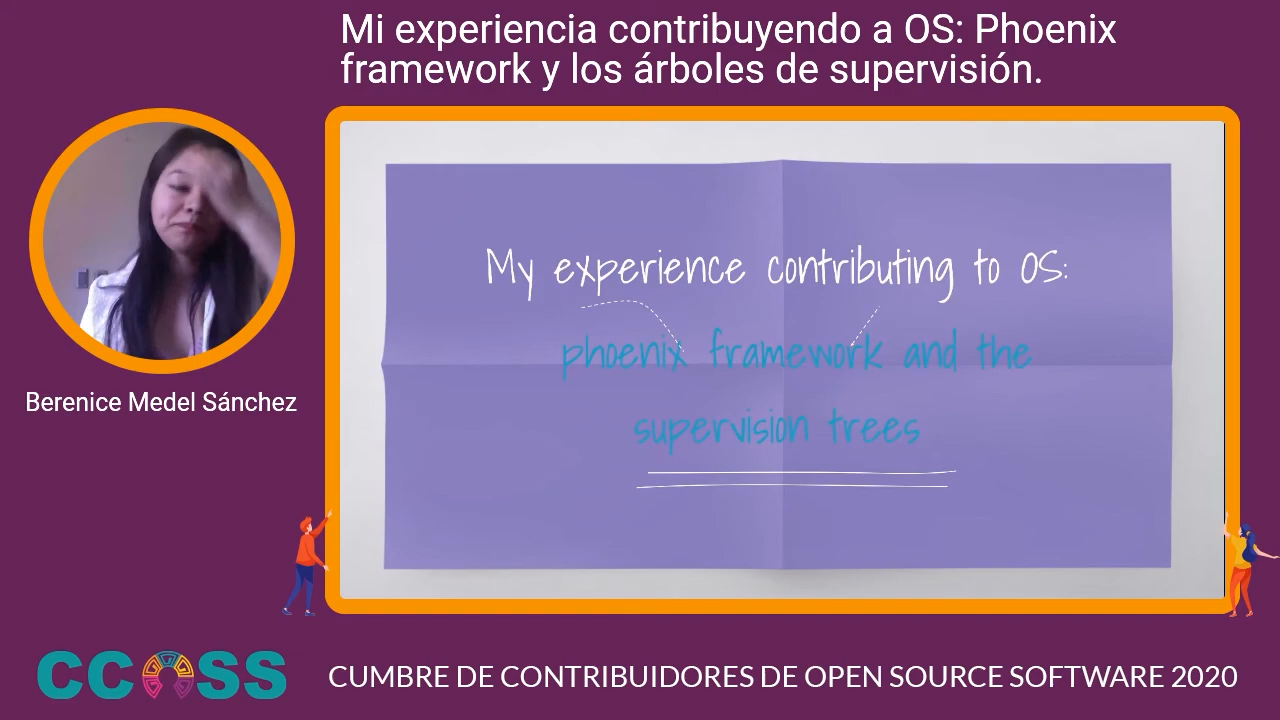 Mi experiencia contribuyendo a OS: Phoenix
framework y los árboles de supervisión.
My experience contributing to OS:
phoenix framework and the
supervision trees
Berenice Medel Sánchez
CCOSS
CUMBRE DE CONTRIBUIDORES DE OPEN SOURCE SOFTWARE 2020